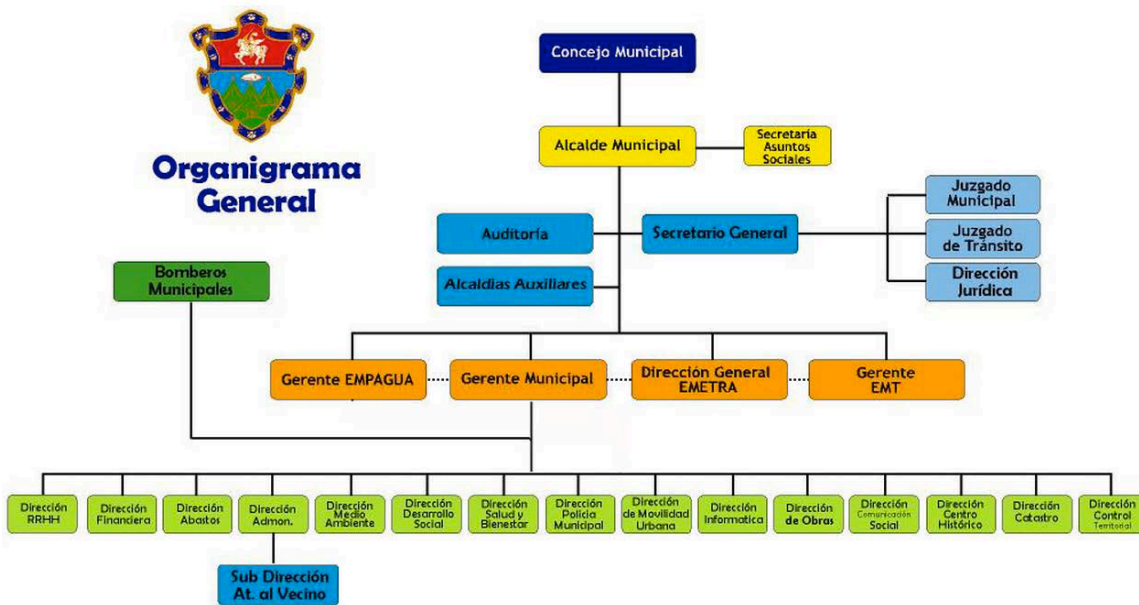 Organigrama
General
Concejo Municipal
Alcalde Municipal
Secretaría
Asuntos
Sociales
Auditoría
Secretario General
Juzgado
Municipal
Juzgado
de Tránsito
Dirección
Jurídica
Alcaldias Auxiliares
Bomberos
Municipales
Gerente EMPAGUA
Gerente Municipal
Dirección General
EMETRA
Gerente
EMT
Dirección
RRHH
Dirección
Financiera
Dirección
Abastos
Dirección
Admon.
Dirección
Medio
Ambiente
Dirección
Desarrollo
Social
Dirección
Salud y
Bienestar
Dirección
Policía
Municipal
Dirección
de Movilidad
Urbana
Dirección
Informatica
Dirección
de Obras
Dirección
Comunicación
Social
Dirección
Centro
Histórico
Dirección
Catastro
Dirección
Control
Territorial
Sub Dirección
At. al Vecino